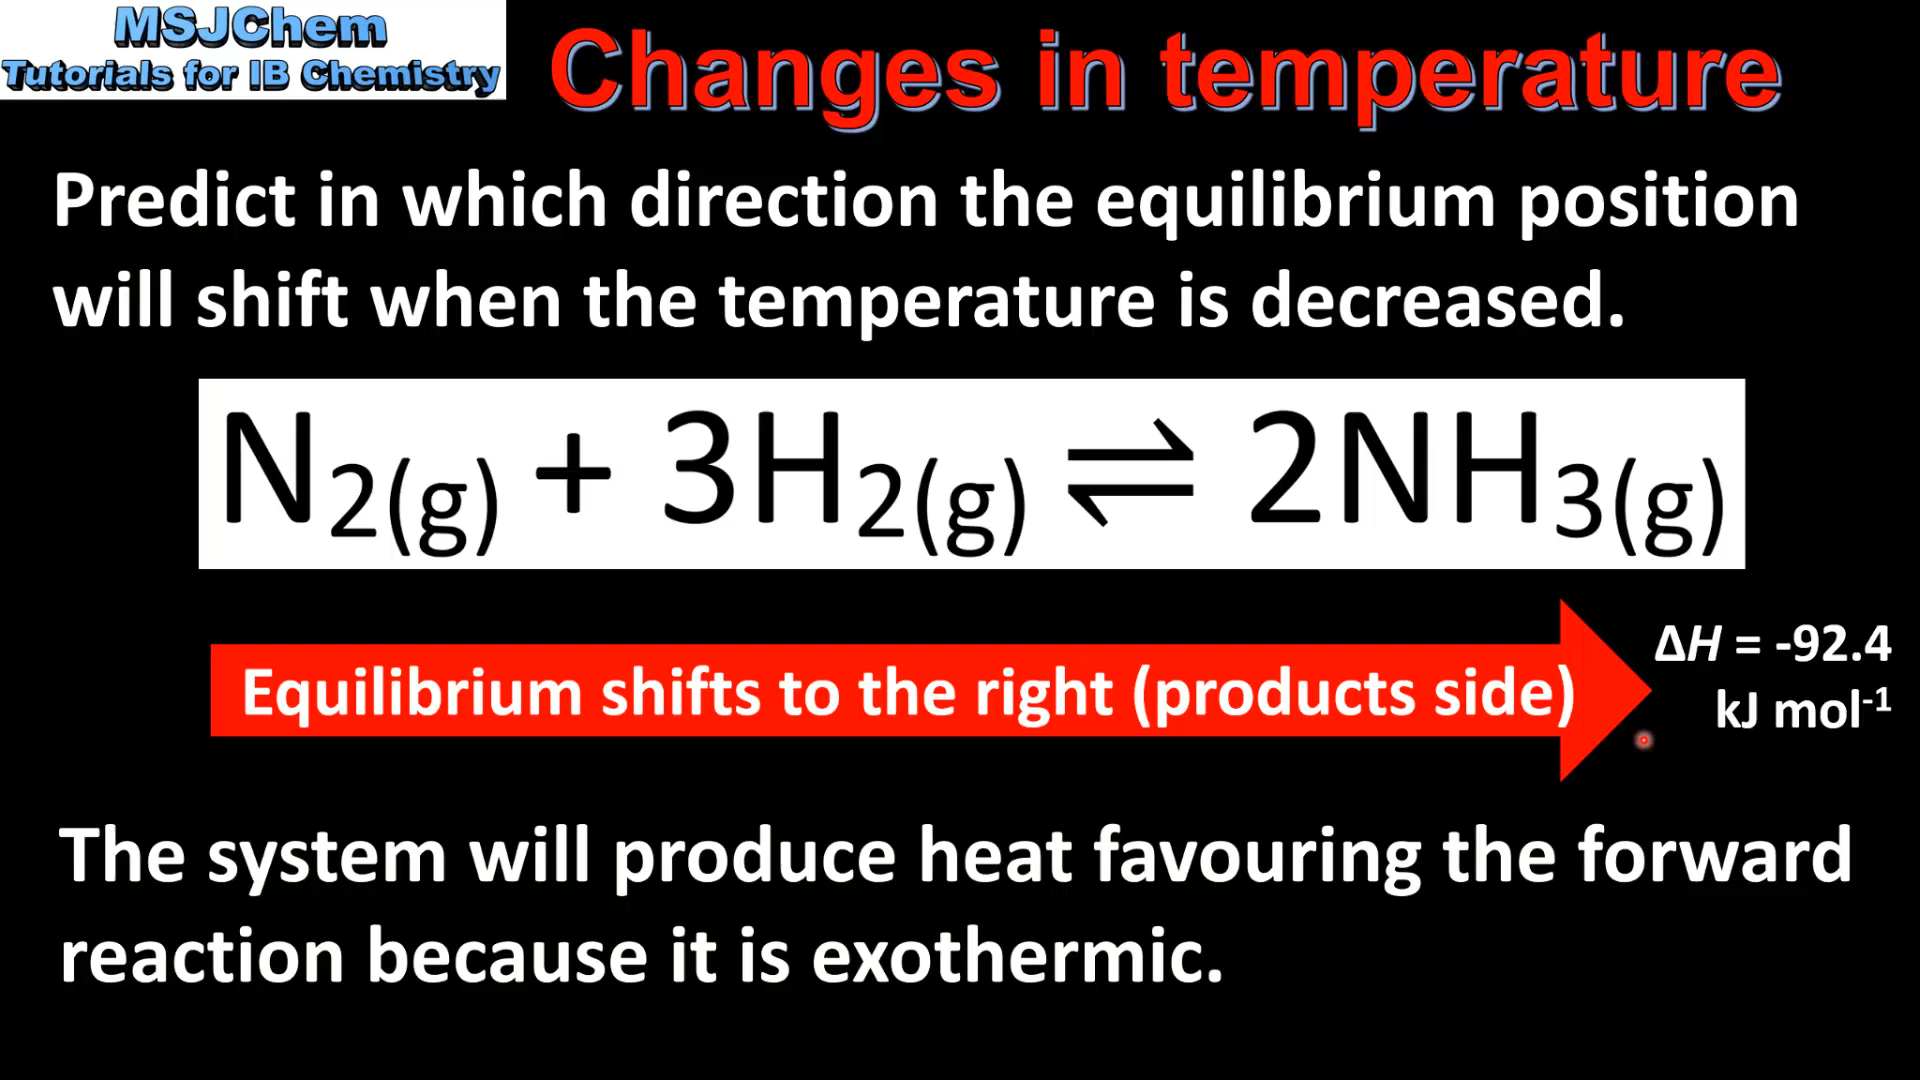 MSJChem
Tutorials for IB Chemistry
Changes in temperature
Predict in which direction the equilibrium position
will shift when the temperature is decreased.
N₂(g) + 3H₂(g) ⇌ 2NH₃(g)
Equilibrium shifts to the right (products side)
ΔH = -92.4
kJ mol⁻¹
The system will produce heat favouring the forward
reaction because it is exothermic.